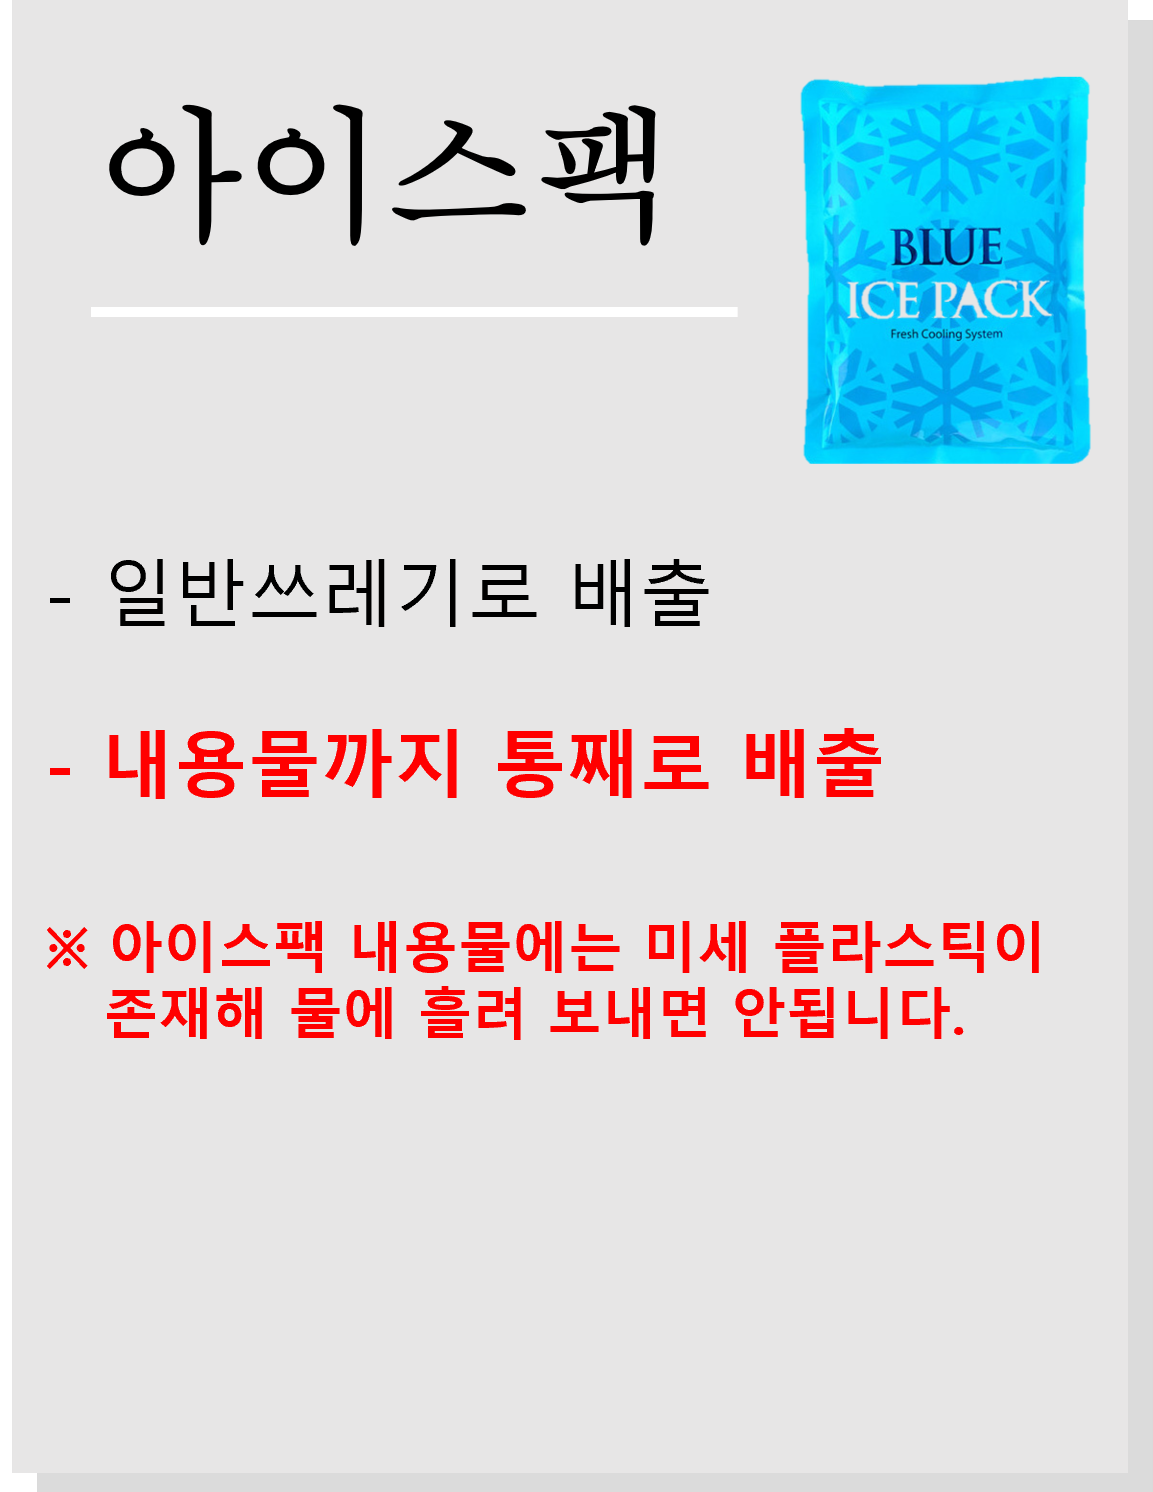 아이스팩
BLUE
ICE PACK
Fresh Cooling System
- 일반쓰레기로 배출
- 내용물까지 통째로 배출
※ 아이스팩 내용물에는 미세 플라스틱이
존재해 물에 흘려 보내면 안됩니다.